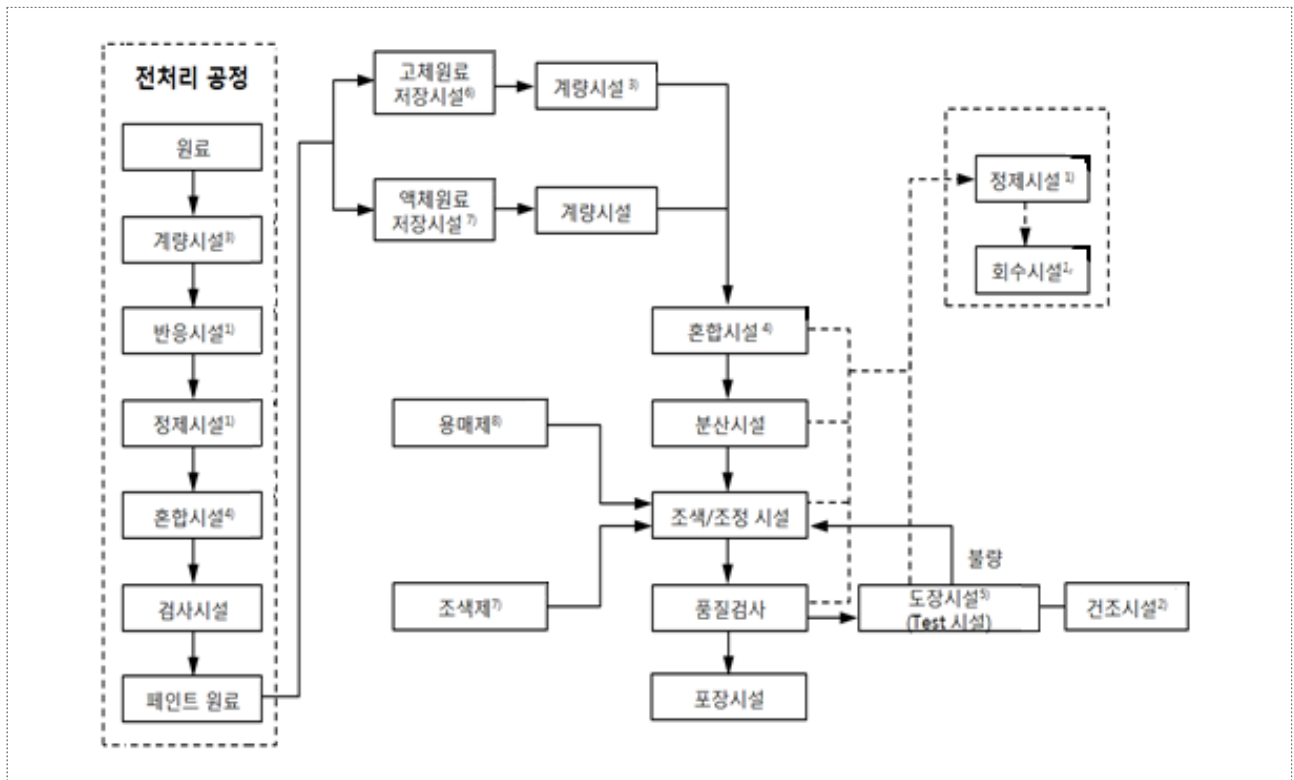 전처리 공정
원료
계량시설3)
반응시설1)
정제시설1)
혼합시설4)
검사시설
페인트 원료
고체원료
저장시설6)
계량시설 3)
액체원료
저장시설 7)
계량시설
혼합시설 4)
분산시설
용매제8)
조색/조정 시설
조색제7)
품질검사
포장시설
불량
도장시설5)
(Test 시설)
건조시설2)
정제시설 1)
회수시설